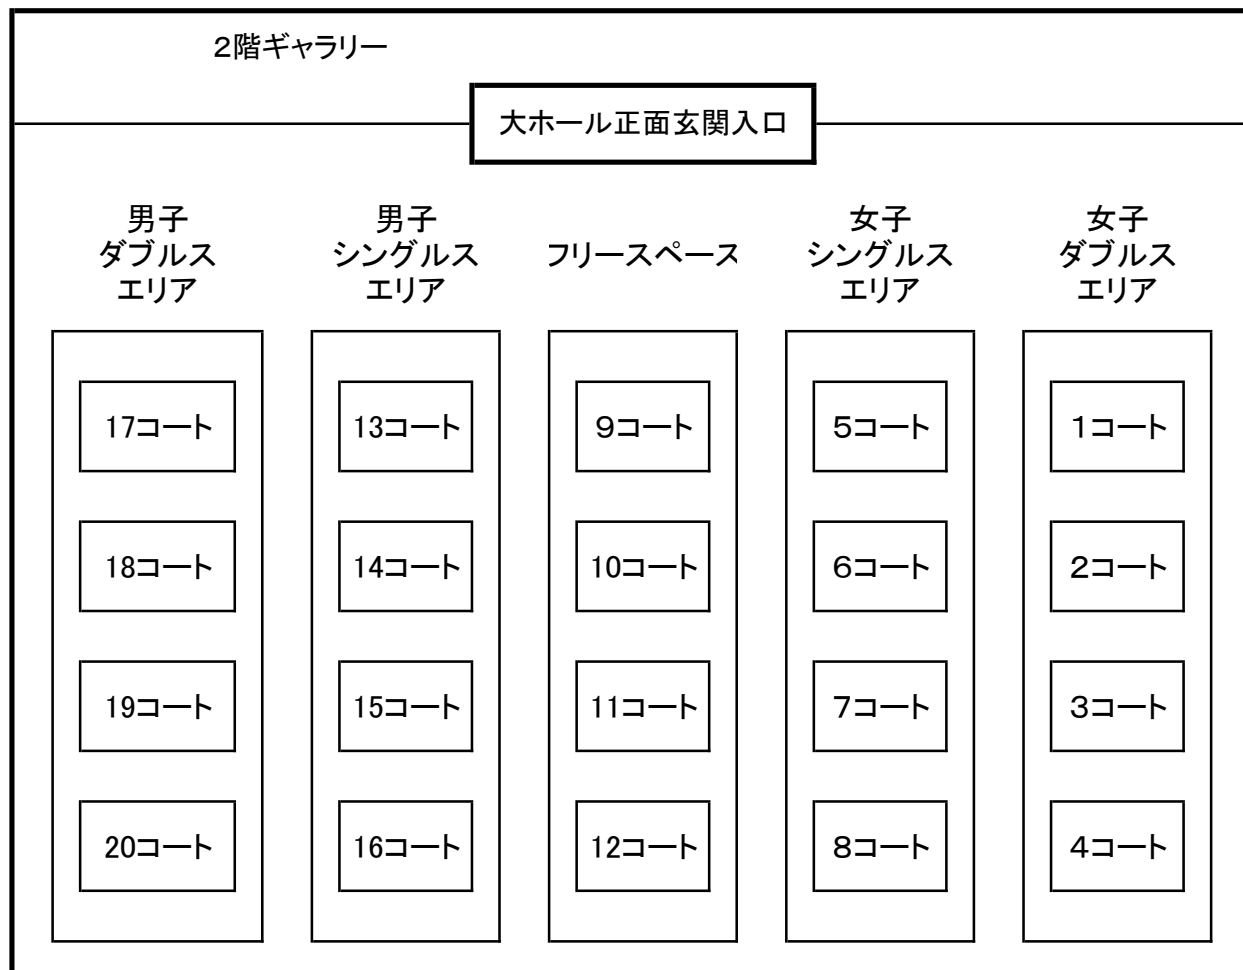 ２階ギャラリー
大ホール正面玄関入口
男子
ダブルス
エリア
男子
シングルス
エリア
フリースペース
女子
シングルス
エリア
女子
ダブルス
エリア
17コート
13コート
９コート
５コート
１コート
18コート
14コート
10コート
６コート
２コート
19コート
15コート
11コート
７コート
３コート
20コート
16コート
12コート
８コート
４コート